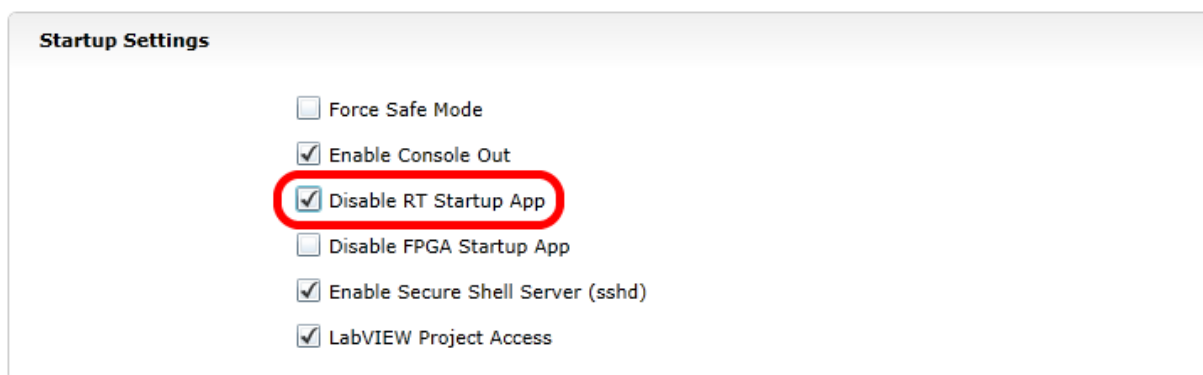 Startup Settings
Force Safe Mode
Enable Console Out
Disable RT Startup App
Disable FPGA Startup App
Enable Secure Shell Server (sshd)
LabVIEW Project Access